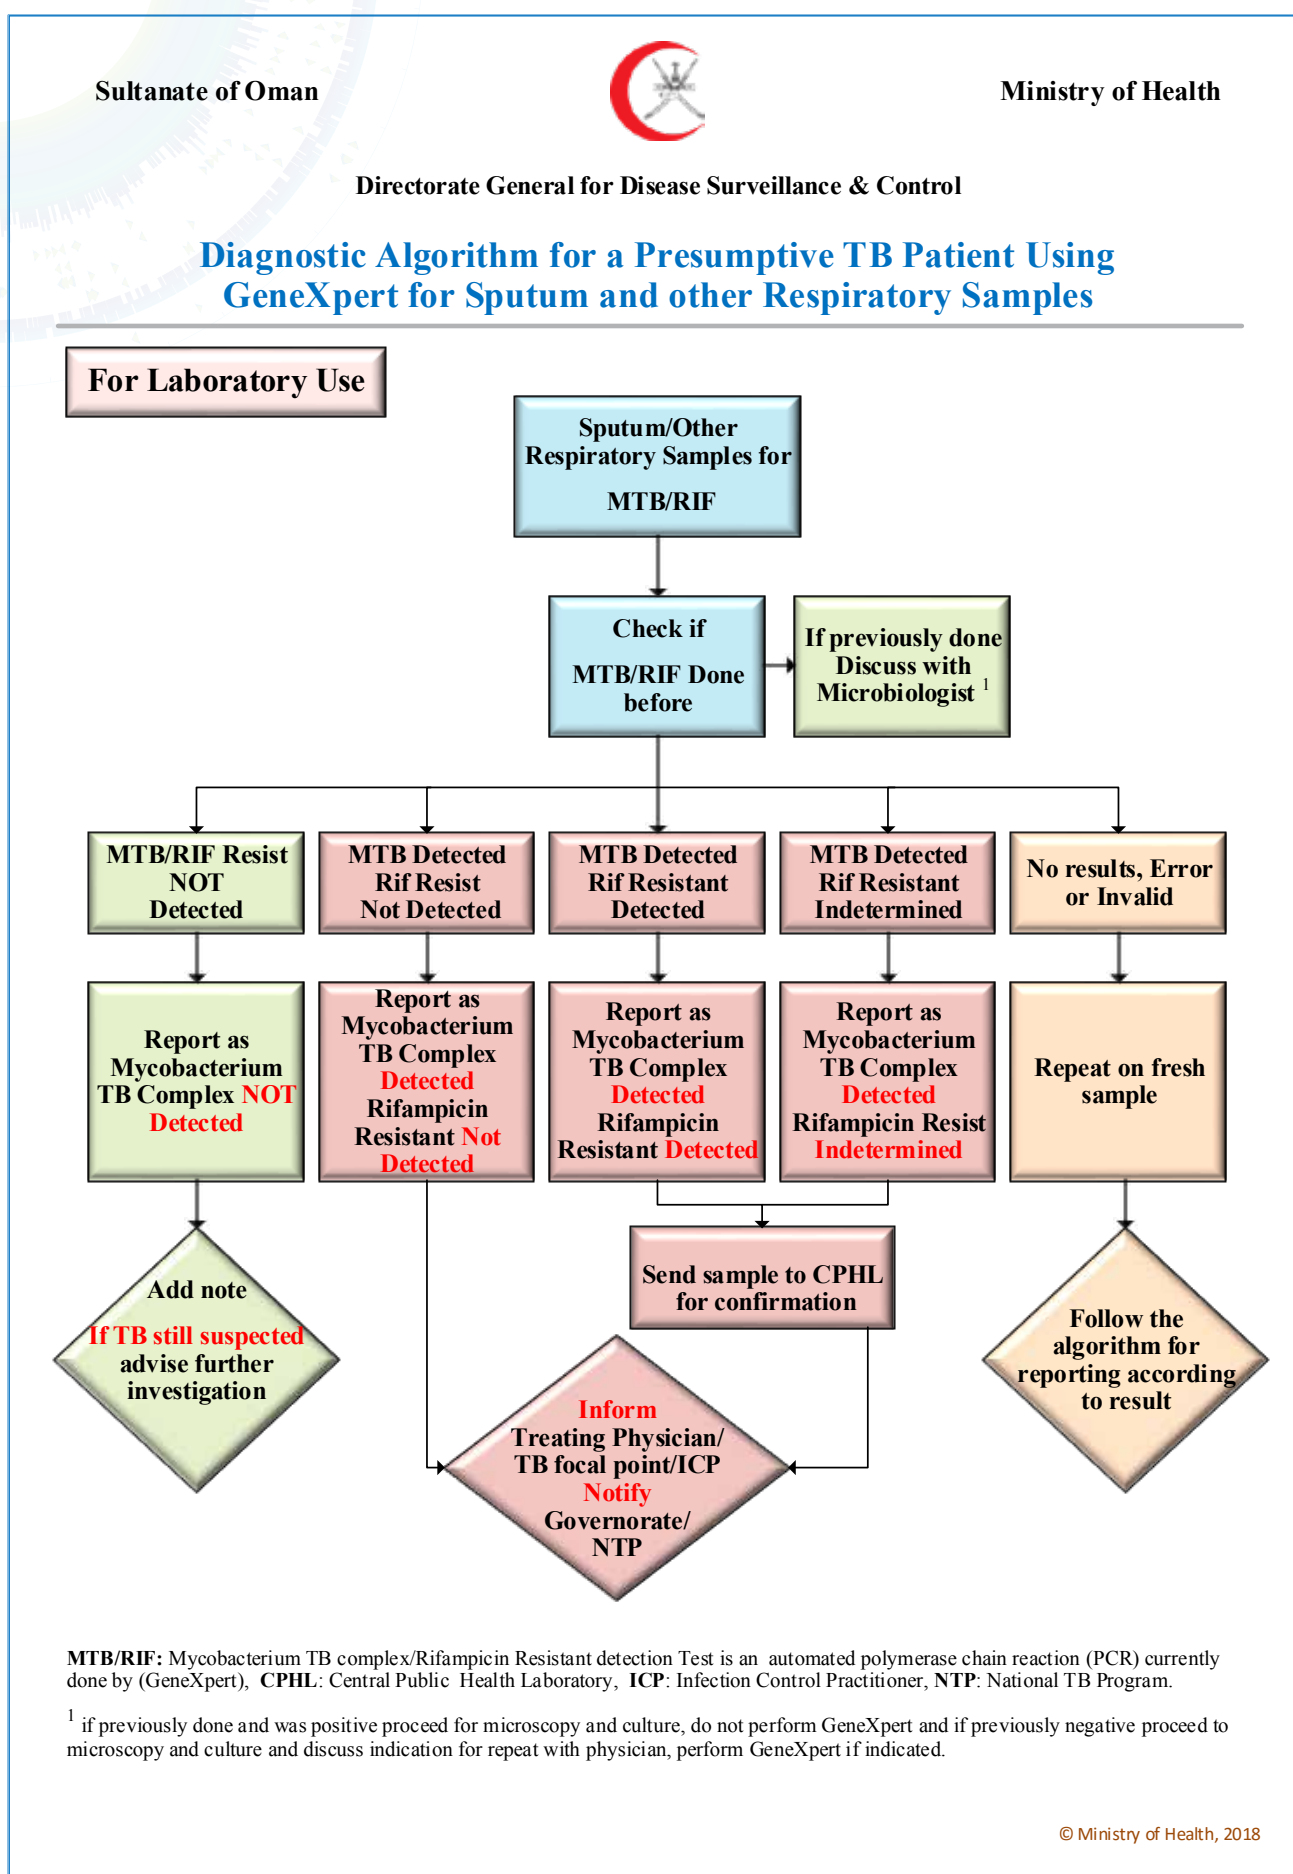 Sultanate of Oman
Ministry of Health
Directorate General for Disease Surveillance & Control
Diagnostic Algorithm for a Presumptive TB Patient Using
GeneXpert for Sputum and other Respiratory Samples
For Laboratory Use
Sputum/Other
Respiratory Samples for
MTB/RIF
Check if
MTB/RIF Done
before
If previously done
Discuss with
Microbiologist 1
MTB/RIF Resist
NOT
Detected
MTB Detected
Rif Resist
Not Detected
MTB Detected
Rif Resistant
Detected
MTB Detected
Rif Resistant
Indetermined
No results, Error
or Invalid
Report as
Mycobacterium
TB Complex NOT
Detected
Report as
Mycobacterium
TB Complex
Detected
Rifampicin
Resistant Not
Detected
Report as
Mycobacterium
TB Complex
Detected
Rifampicin
Resistant Detected
Report as
Mycobacterium
TB Complex
Detected
Rifampicin Resist
Indetermined
Repeat on fresh
sample
Add note
If TB still suspected
advise further
investigation
Send sample to CPHL
for confirmation
Follow the
algorithm for
reporting according
to result
Inform
Treating Physician/
TB focal point/ICP
Notify
Governorate/
NTP
MTB/RIF: Mycobacterium TB complex/Rifampicin Resistant detection Test is an automated polymerase chain reaction (PCR) currently
done by (GeneXpert), CPHL: Central Public Health Laboratory, ICP: Infection Control Practitioner, NTP: National TB Program.
1 if previously done and was positive proceed for microscopy and culture, do not perform GeneXpert and if previously negative proceed to
microscopy and culture and discuss indication for repeat with physician, perform GeneXpert if indicated.
© Ministry of Health, 2018